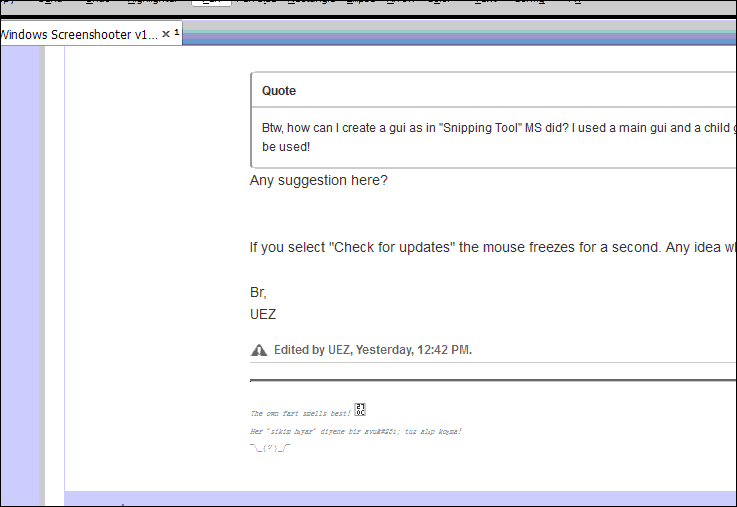 Windows Screenshooter v1... × 1
Quote
Btw, how can I create a gui as in "Snipping Tool" MS did? I used a main gui and a child g
be used!
Any suggestion here?
If you select "Check for updates" the mouse freezes for a second. Any idea wh
Br,
UEZ
Edited by UEZ, Yesterday, 12:42 PM.
The own fart smells best!
Her "sikim hıyar" diyene bir avu&#231; tuz alıp koşma!
¯\_(ツ)_/¯